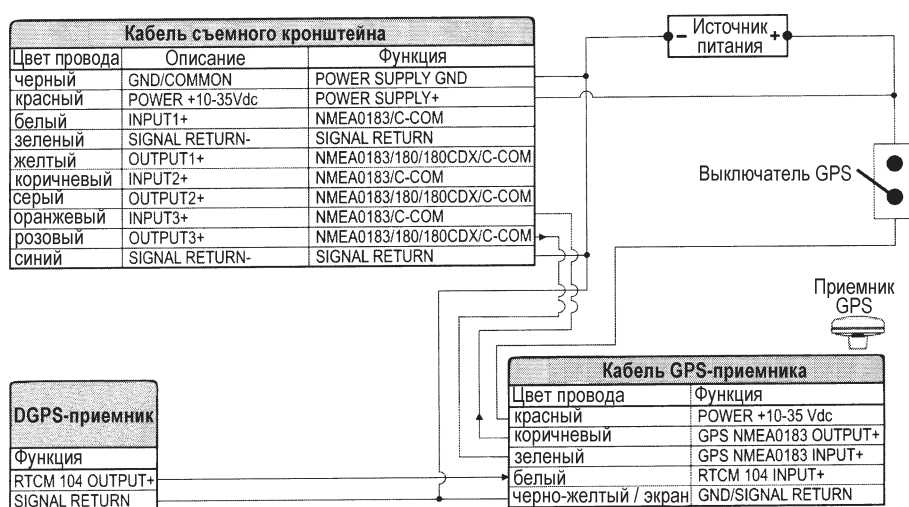 Кабель съемного кронштейна
Цвет провода Описание Функция
черный GND/COMMON POWER SUPPLY GND
красный POWER +10-35Vdc POWER SUPPLY+
белый INPUT1+ NMEA0183/C-COM
зеленый SIGNAL RETURN- SIGNAL RETURN
желтый OUTPUT1+ NMEA0183/180/180CDX/C-COM
коричневый INPUT2+ NMEA0183/C-COM
серый OUTPUT2+ NMEA0183/180/180CDX/C-COM
оранжевый INPUT3+ NMEA0183/C-COM
розовый OUTPUT3+ NMEA0183/180/180CDX/C-COM
синий SIGNAL RETURN- SIGNAL RETURN
– Источник +
питания
Выключатель GPS
Приемник
GPS
DGPS-приемник
Функция
RTCM 104 OUTPUT+
SIGNAL RETURN
Кабель GPS-приемника
Цвет провода Функция
красный POWER +10-35 Vdc
коричневый GPS NMEA0183 OUTPUT+
зеленый GPS NMEA0183 INPUT+
белый RTCM 104 INPUT+
черно-желтый / экран GND/SIGNAL RETURN